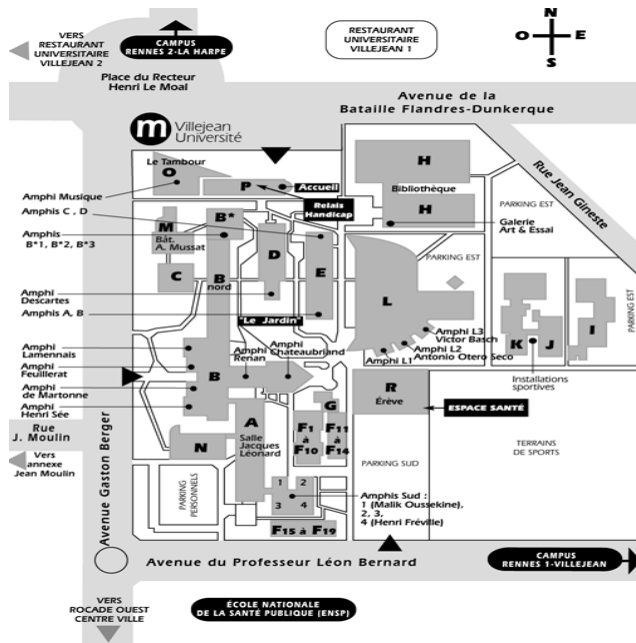 VERS
RESTAURANT
UNIVERSITAIRE
VILLEJEAN 2
CAMPUS
RENNES 2-LA HARPE
Place du Recteur
Henri Le Moal
RESTAURANT
UNIVERSITAIRE
VILLEJEAN 1
N
O
E
S
Avenue de la
Bataille Flandres-Dunkerque
Rue Jean Gineste
m
Villejean
Université
Le Tambour
O
P
Accueil
Relais
Handicap
H
Bibliothèque
H
PARKING EST
Galerie
Art & Essai
Amphi Musique
Amphis C , D
Amphis
B*1, B*2, B*3
M
Bât.
A. Mussat
B*
C
B
nord
D
E
L
PARKING EST
PARKING EST
Amphi
Descartes
Amphis A, B
"Le Jardin"
Amphi L3
Victor Basch
Amphi L2
Antonio Otero Seco
Amphi L1
K
J
I
Installations
sportives
Amphi
Lamennais
Amphi
Feuillerat
Amphi
de Martonne
Amphi
Henri Sée
Amphi
Renan
Amphi
Chateaubriand
B
R
Érève
ESPACE SANTÉ
G
F1
à
F10
F11
à
F14
A
Salle
Jacques
Léonard
N
Rue
J. Moulin
Vers
annexe
Jean Moulin
Avenue Gaston Berger
PARKING
PERSONNELS
PARKING SUD
TERRAINS
DE SPORTS
1
2
3
4
Amphis Sud :
1 (Malik Oussekine),
2, 3,
4 (Henri Fréville)
F15 à F19
Avenue du Professeur Léon Bernard
CAMPUS
RENNES 1-VILLEJEAN
VERS
ROCADE OUEST
CENTRE VILLE
ÉCOLE NATIONALE
DE LA SANTÉ PUBLIQUE (ENSP)